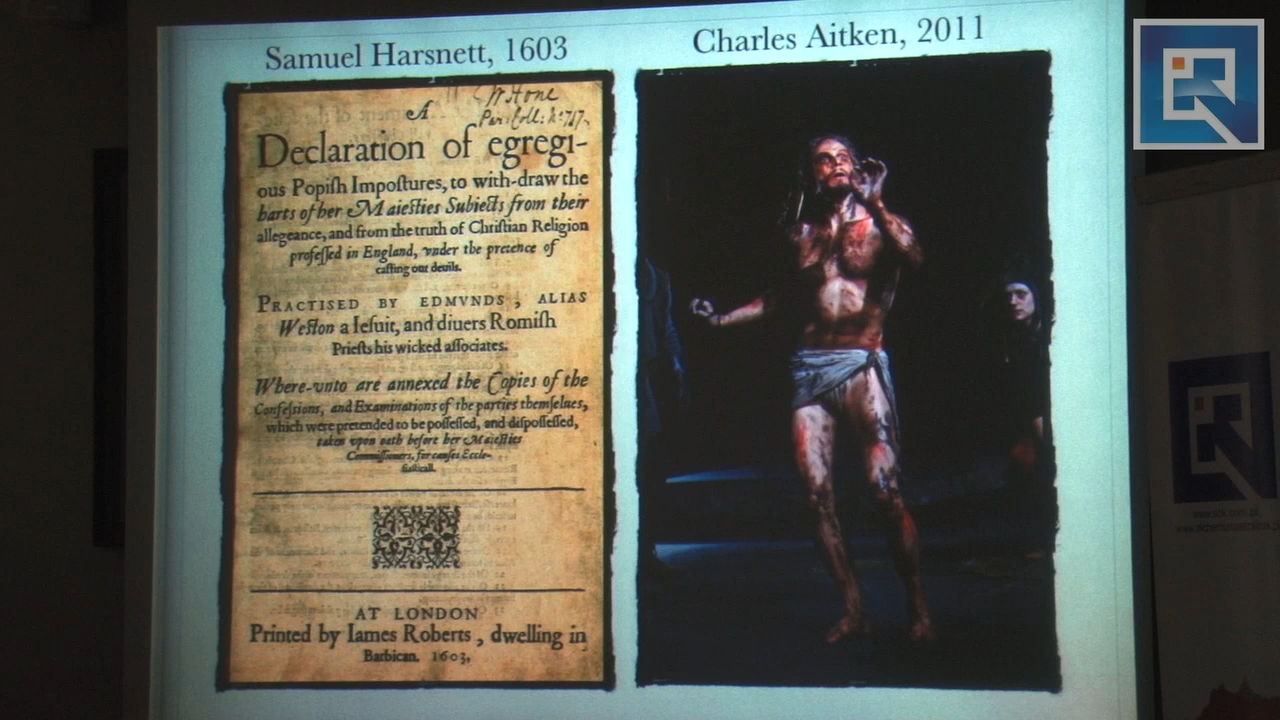 Samuel Harsnett, 1603
Charles Aitken, 2011
W Hone
A
Declaration of egregi-
ous Popiſh Impoſtures, to with-draw the
harts of her Maieſties Subiects from their
allegeance, and from the truth of Chriſtian Religion
profeſſed in England, vnder the pretence of
caſting out deuils.
PRACTISED BY EDMVNDS, ALIAS
Weſton a Ieſuit, and diuers Romiſh
Prieſts his wicked aſſociates.
Where-vnto are annexed the Copies of the
Confeſsions, and Examinations of the parties themſelues,
which were pretended to be poſſeſſed, and diſpoſſeſſed,
taken vpon oath before her Maieſties
Commiſſioners, for cauſes Eccle-
ſiaſticall.
AT LONDON
Printed by Iames Roberts, dwelling in
Barbican. 1603,